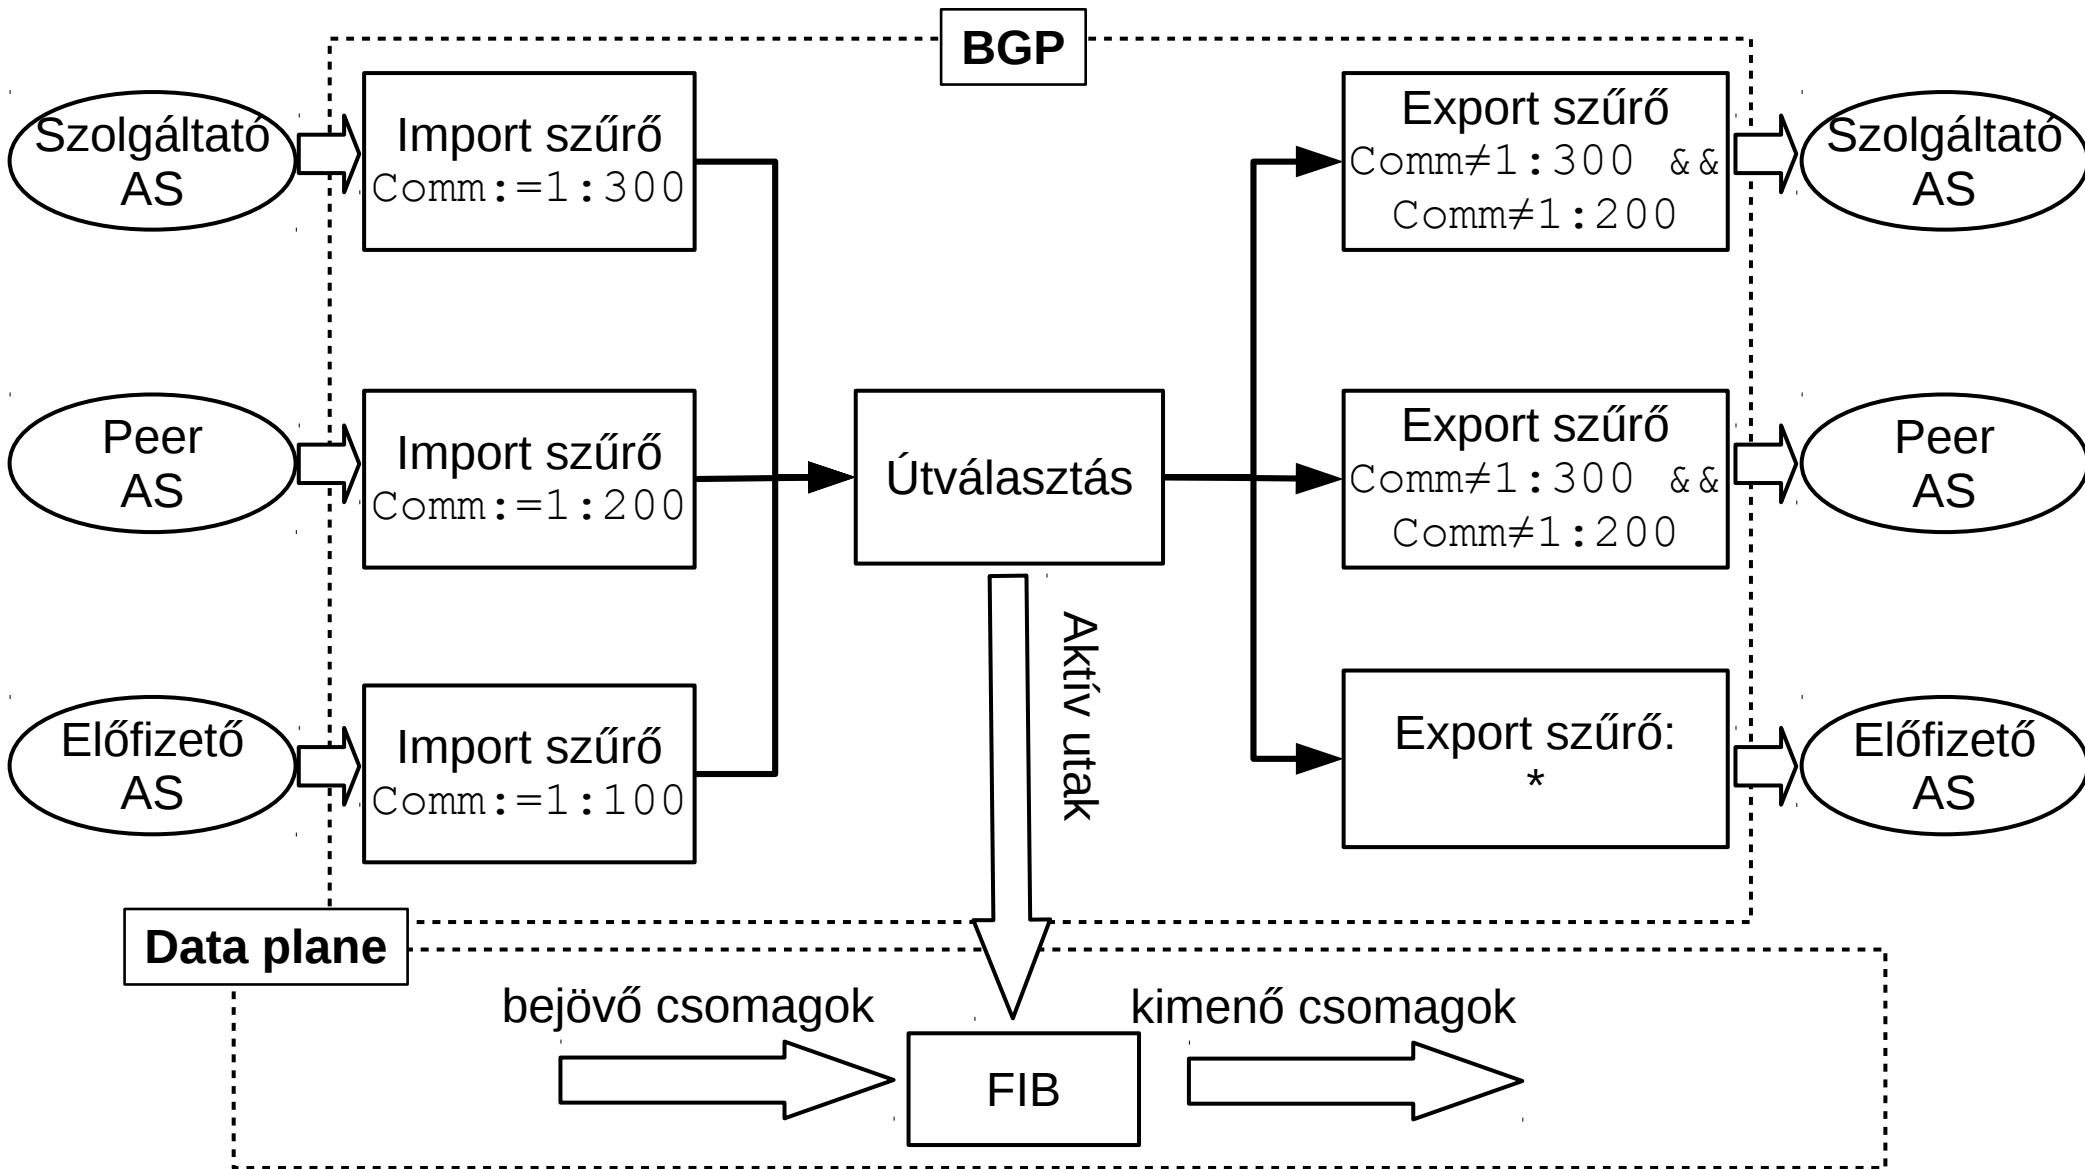 BGP
Szolgáltató
AS
Import szűrő
Comm:=1:300
Export szűrő
Comm≠1:300 &&
Comm≠1:200
Szolgáltató
AS
Peer
AS
Import szűrő
Comm:=1:200
Útválasztás
Export szűrő
Comm≠1:300 &&
Comm≠1:200
Peer
AS
Aktív utak
Előfizető
AS
Import szűrő
Comm:=1:100
Export szűrő:
*
Előfizető
AS
Data plane
bejövő csomagok
FIB
kimenő csomagok